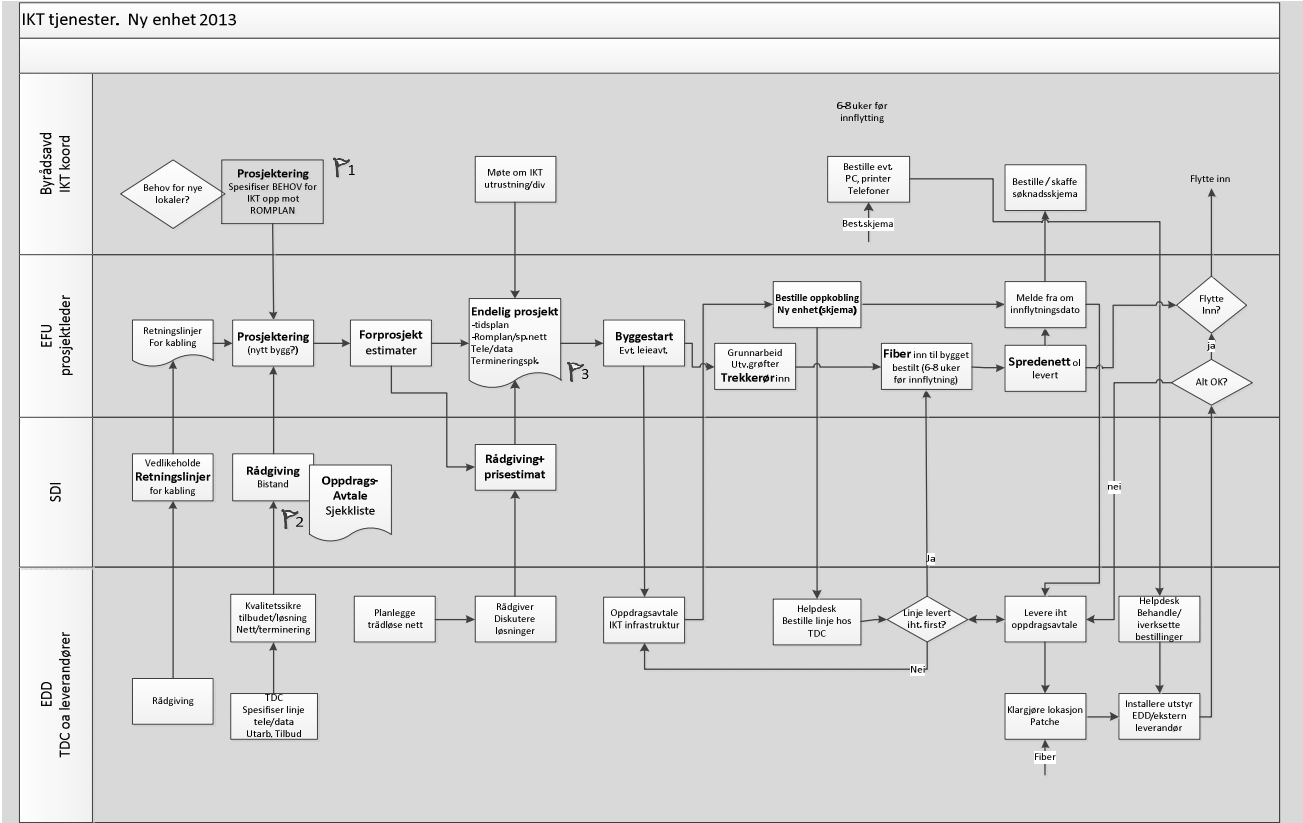 IKT tjenester. Ny enhet 2013
Byrådsavd
IKT koord
6-8 uker før
innflytting
Behov for nye
lokaler?
Prosjektering
Spesifiser BEHOV for
IKT opp mot
ROMPLAN
1
Møte om IKT
utrustning/div
Bestille evt.
PC, printer
Telefoner
Best.skjema
Bestille / skaffe
søknadsskjema
Flytte inn
EFU
prosjektleder
Retningslinjer
For kabling
Prosjektering
(nytt bygg?)
Forprosjekt
estimater
Endelig prosjekt
-tidsplan
-Romplan/sp.nett
Tele/data
Termineringspk.
3
Byggestart
Evt. leieavt.
Grunnarbeid
Utv.grøfter
Trekkerør inn
Bestille oppkobling
Ny enhet (skjema)
Fiber inn til bygget
bestilt (6-8 uker
før innflytning)
Melde fra om
innflytningsdato
Spredenett ol
levert
Flytte
Inn?
ja
Alt OK?
SDI
Vedlikeholde
Retningslinjer
for kabling
Rådgiving
Bistand
2
Oppdrags-
Avtale
Sjekkliste
Rådgiving+
prisestimat
nei
Ja
EDD
TDC oa leverandører
Rådgiving
Kvalitetssikre
tilbudet/løsning
Nett/terminering
TDC
Spesifiser linje
tele/data
Utarb. Tilbud
Planlegge
trådløse nett
Rådgiver
Diskutere
løsninger
Oppdragsavtale
IKT infrastruktur
Helpdesk
Bestille linje hos
TDC
Linje levert
iht. first?
Nei
Levere iht
oppdragsavtale
Helpdesk
Behandle/
iverksette
bestillinger
Klargjøre lokasjon
Patche
Installere utstyr
EDD/ekstern
leverandør
Fiber